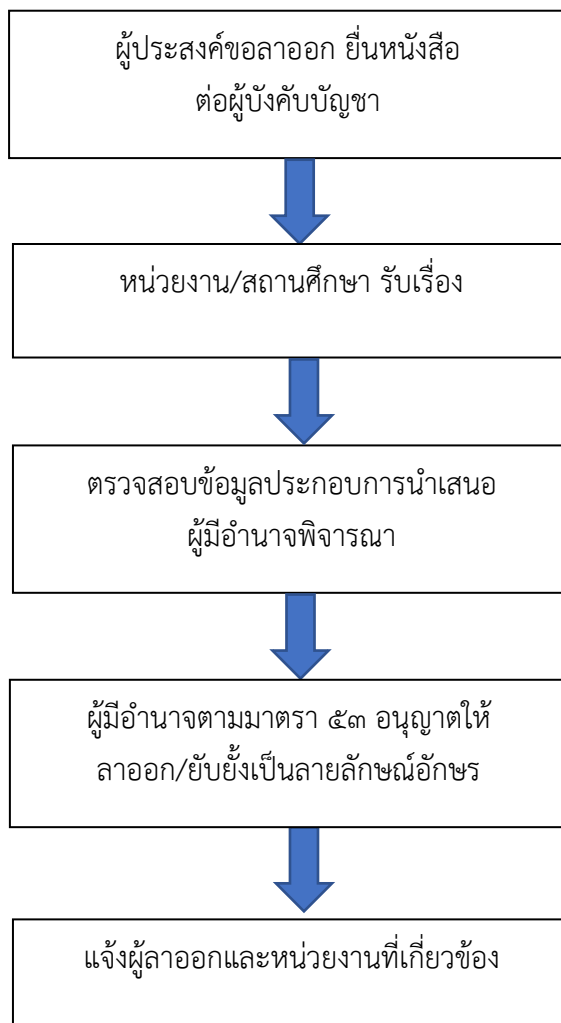 ผู้ประสงค์ขอลาออก ยื่นหนังสือ
ต่อผู้บังคับบัญชา
หน่วยงาน/สถานศึกษา รับเรื่อง
ตรวจสอบข้อมูลประกอบการนำเสนอ
ผู้มีอำนาจพิจารณา
ผู้มีอำนาจตามมาตรา ๕๓ อนุญาตให้
ลาออก/ยับยั้งเป็นลายลักษณ์อักษร
แจ้งผู้ลาออกและหน่วยงานที่เกี่ยวข้อง